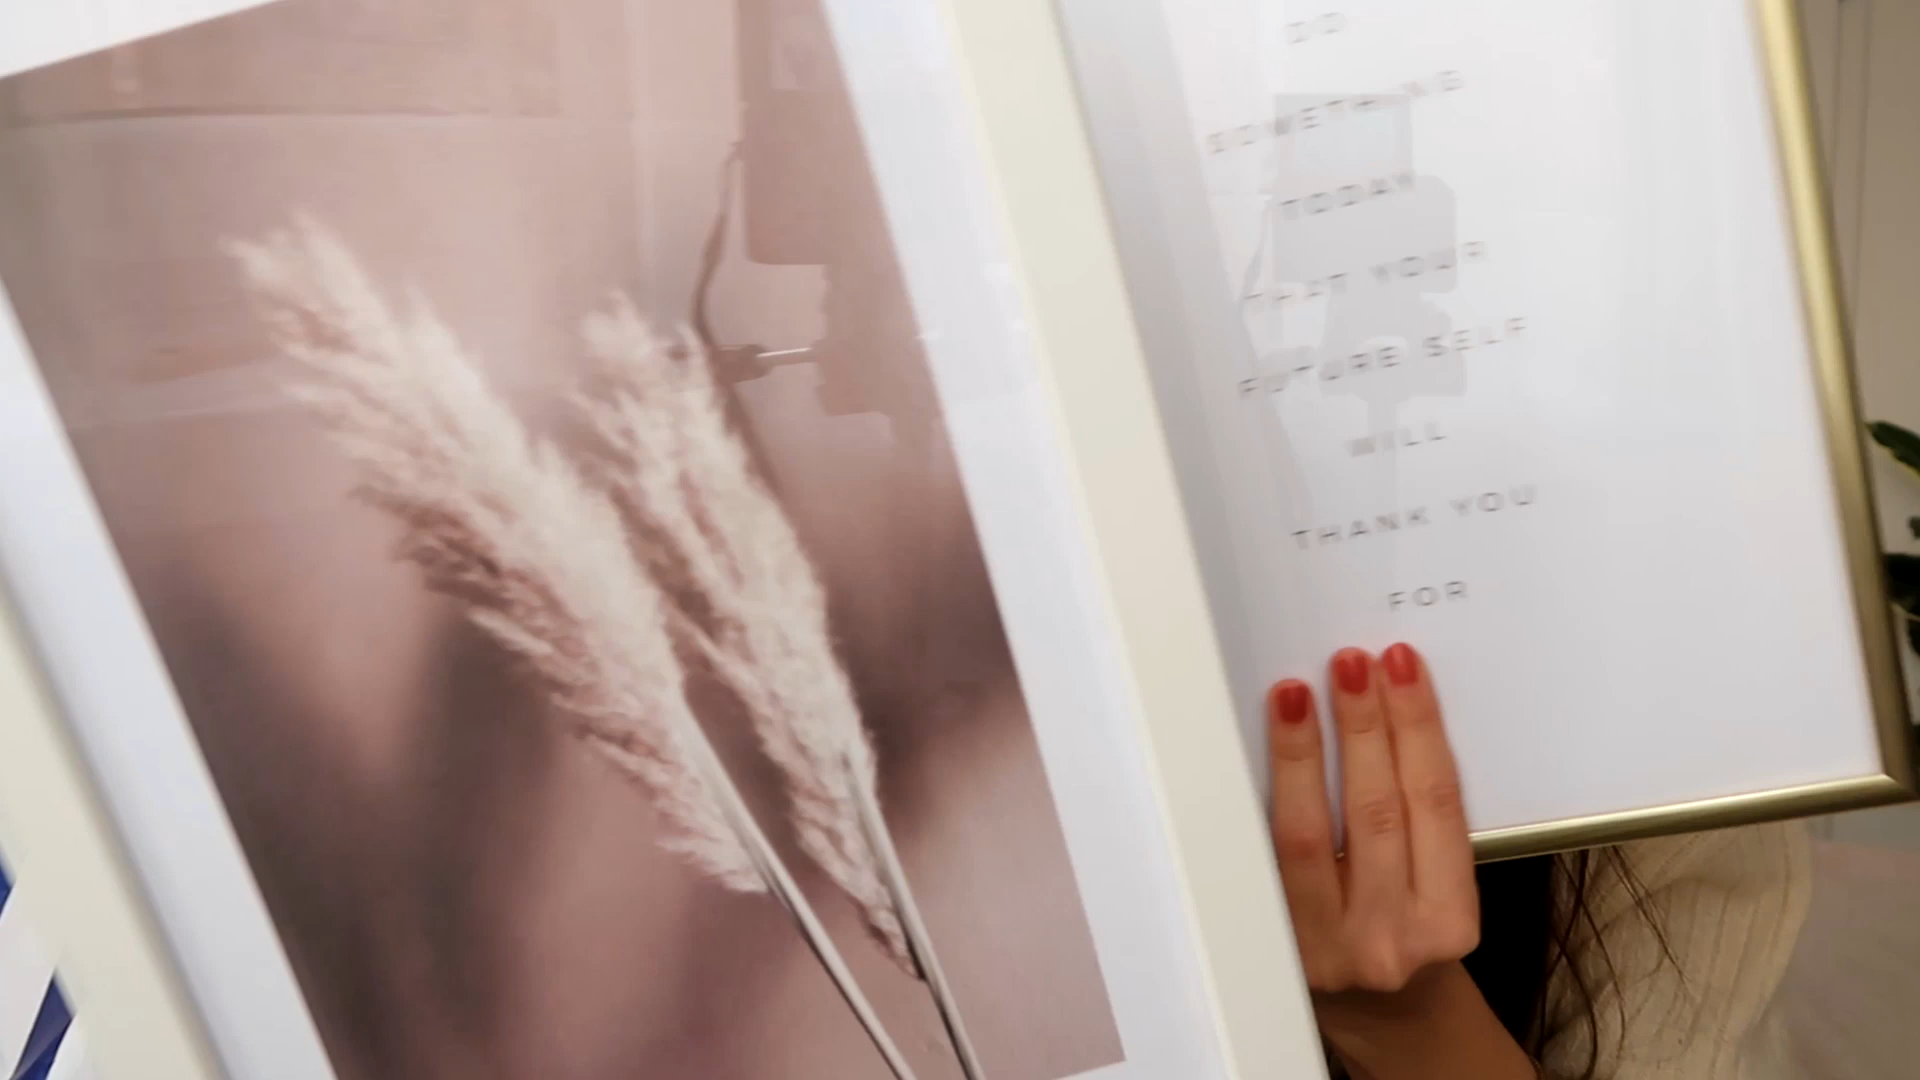 DO
SOMETHING
TODAY
THAT YOUR
FUTURE SELF
WILL
THANK YOU
FOR